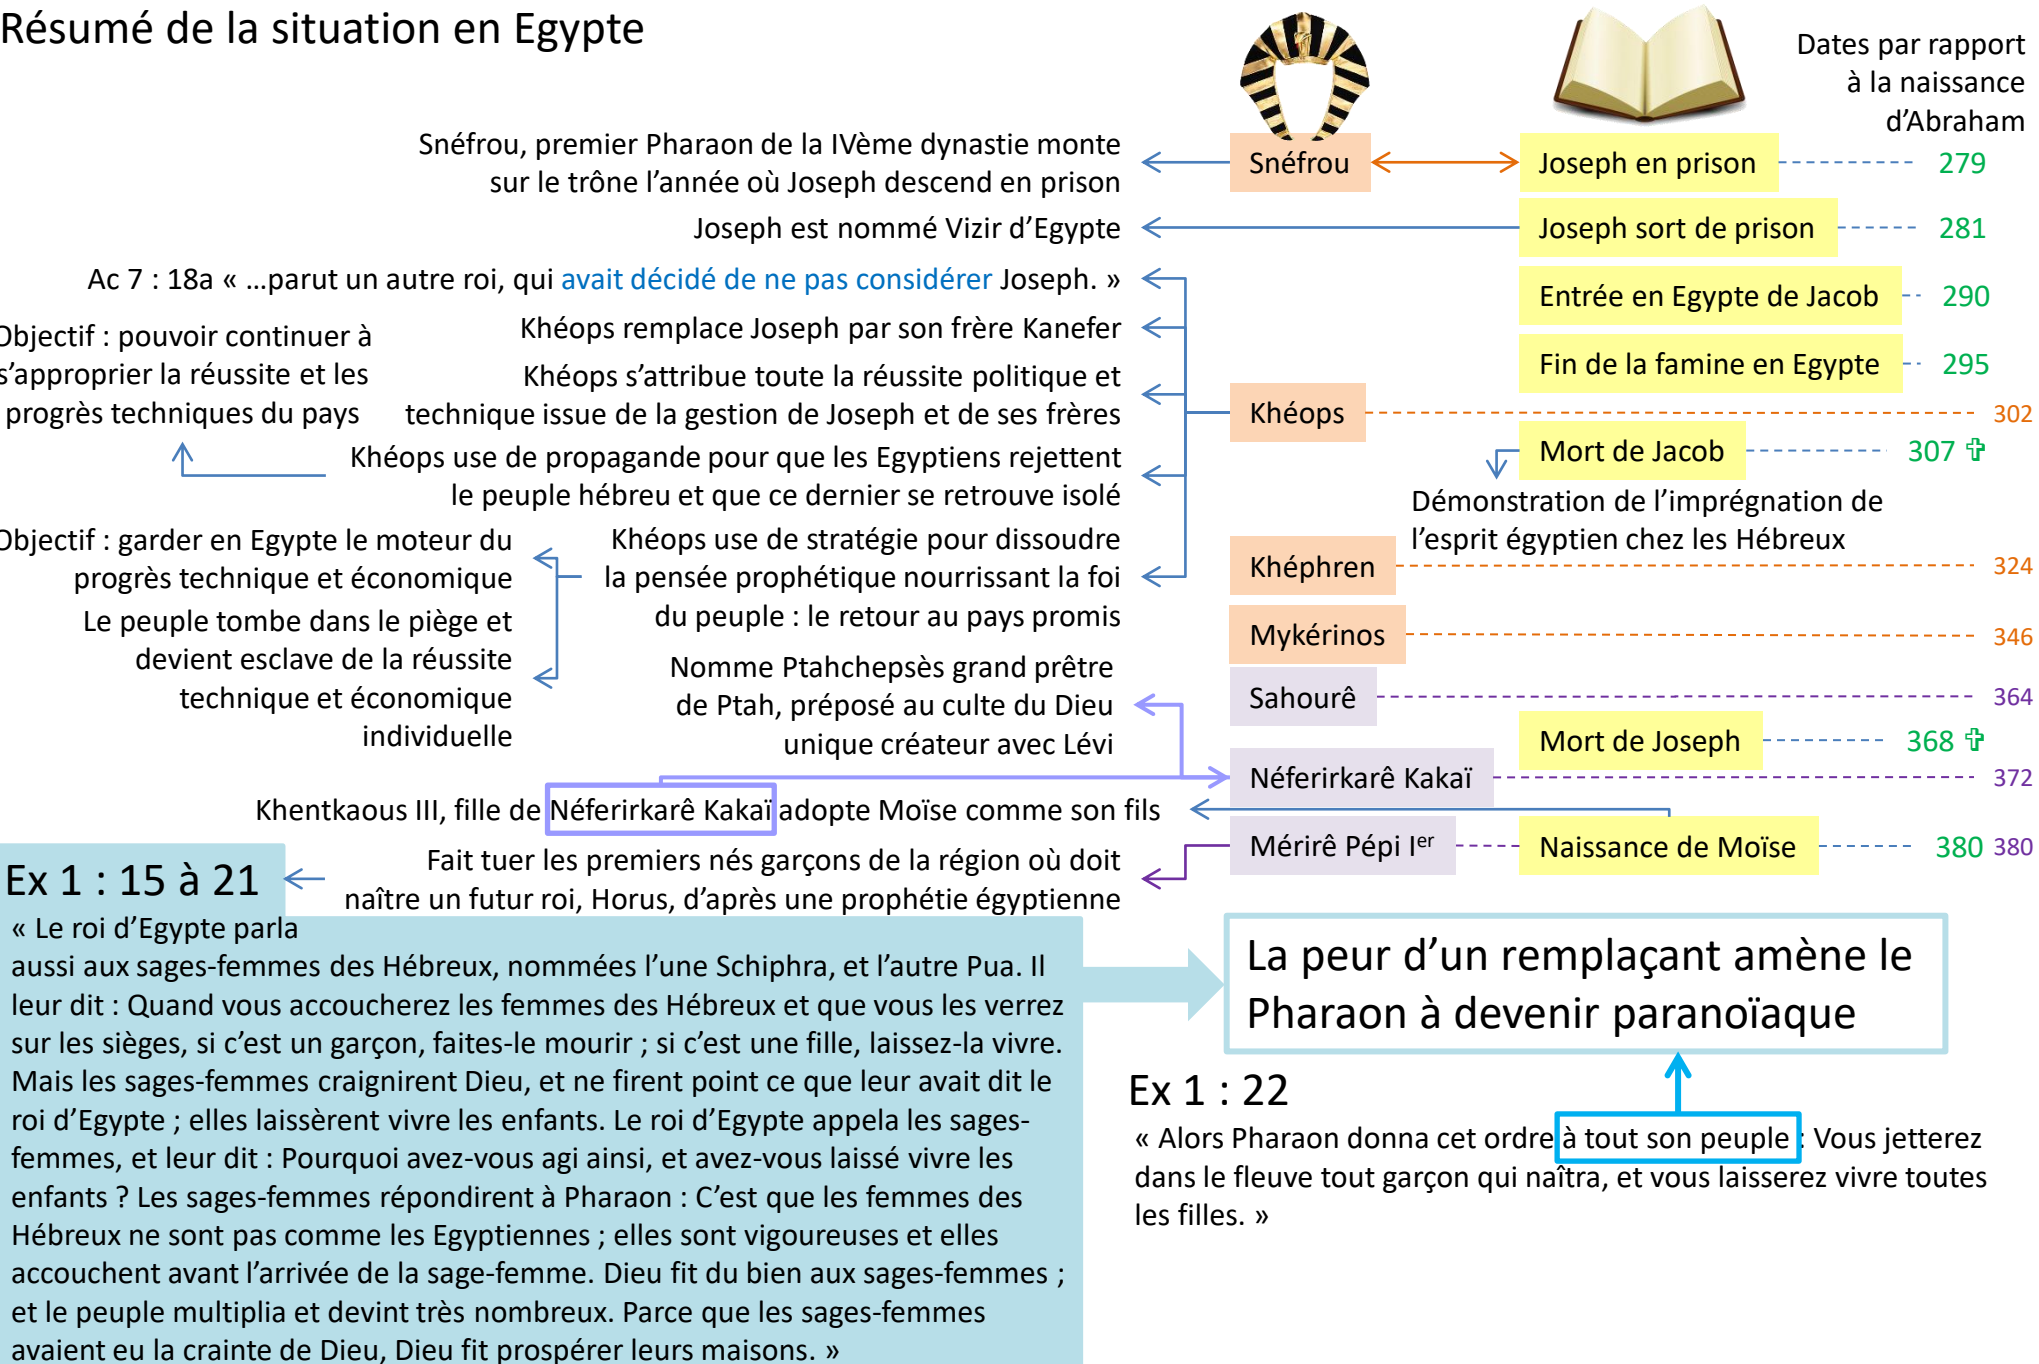 Résumé de la situation en Egypte
Dates par rapport
à la naissance
d’Abraham
Snéfrou, premier Pharaon de la IVème dynastie monte
sur le trône l’année où Joseph descend en prison
Snéfrou
Joseph en prison
279
Joseph est nommé Vizir d’Egypte
Joseph sort de prison
281
Ac 7 : 18a « …parut un autre roi, qui avait décidé de ne pas considérer Joseph. »
Entrée en Egypte de Jacob
290
Khéops remplace Joseph par son frère Kanefer
Objectif : pouvoir continuer à
s’approprier la réussite et les
progrès techniques du pays
Fin de la famine en Egypte
295
Khéops s’attribue toute la réussite politique et
technique issue de la gestion de Joseph et de ses frères
Khéops
302
Khéops use de propagande pour que les Egyptiens rejettent
le peuple hébreu et que ce dernier se retrouve isolé
Mort de Jacob
307 ✞
Démonstration de l’imprégnation de
l’esprit égyptien chez les Hébreux
Khéops use de stratégie pour dissoudre
la pensée prophétique nourrissant la foi
du peuple : le retour au pays promis
Objectif : garder en Egypte le moteur du
progrès technique et économique
Le peuple tombe dans le piège et
devient esclave de la réussite
technique et économique
individuelle
Khéphren
324
Mykérinos
346
Nomme Ptahchepsès grand prêtre
de Ptah, préposé au culte du Dieu
unique créateur avec Lévi
Sahourê
364
Mort de Joseph
368 ✞
Néferirkarê Kakaï
372
Khentkaous III, fille de Néferirkarê Kakaï adopte Moïse comme son fils
Mérirê Pépi Iᵉʳ
Naissance de Moïse
380 380
Fait tuer les premiers nés garçons de la région où doit
naître un futur roi, Horus, d’après une prophétie égyptienne
Ex 1 : 15 à 21
« Le roi d’Egypte parla
aussi aux sages-femmes des Hébreux, nommées l’une Schiphra, et l’autre Pua. Il
leur dit : Quand vous accoucherez les femmes des Hébreux et que vous les verrez
sur les sièges, si c’est un garçon, faites-le mourir ; si c’est une fille, laissez-la vivre.
Mais les sages-femmes craignirent Dieu, et ne firent point ce que leur avait dit le
roi d’Egypte ; elles laissèrent vivre les enfants. Le roi d’Egypte appela les sages-
femmes, et leur dit : Pourquoi avez-vous agi ainsi, et avez-vous laissé vivre les
enfants ? Les sages-femmes répondirent à Pharaon : C’est que les femmes des
Hébreux ne sont pas comme les Egyptiennes ; elles sont vigoureuses et elles
accouchent avant l’arrivée de la sage-femme. Dieu fit du bien aux sages-femmes ;
et le peuple multiplia et devint très nombreux. Parce que les sages-femmes
avaient eu la crainte de Dieu, Dieu fit prospérer leurs maisons. »
La peur d’un remplaçant amène le
Pharaon à devenir paranoïaque
Ex 1 : 22
« Alors Pharaon donna cet ordre à tout son peuple : Vous jetterez
dans le fleuve tout garçon qui naîtra, et vous laisserez vivre toutes
les filles. »